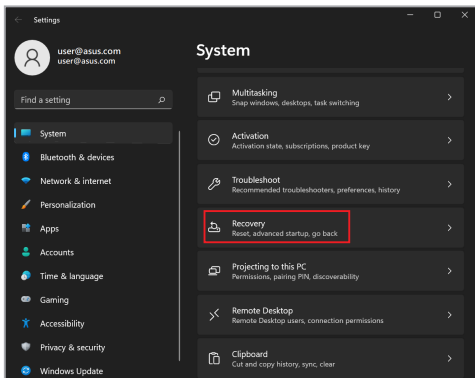 Settings
user@asus.com
user@asus.com
Find a setting
System
Bluetooth & devices
Network & internet
Personalization
Apps
Accounts
Time & language
Gaming
Accessibility
Privacy & security
Windows Update
System
Multitasking
Snap windows, desktops, task switching
Activation
Activation state, subscriptions, product key
Troubleshoot
Recommended troubleshooters, preferences, history
Recovery
Reset, advanced startup, go back
Projecting to this PC
Permissions, pairing PIN, discoverability
Remote Desktop
Remote Desktop users, connection permissions
Clipboard
Cut and copy history, sync, clear